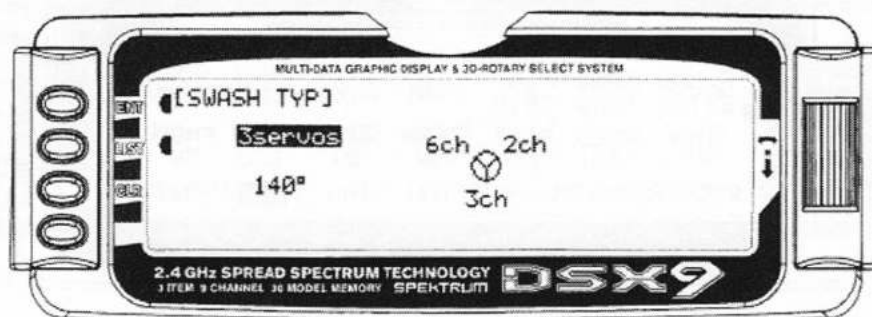 MULTI-DATA GRAPHIC DISPLAY & 3D-ROTARY SELECT SYSTEM
ENT
[SWASH TYP]
LIST
3servos
6ch 2ch
CLR
140°
3ch
2.4 GHz SPREAD SPECTRUM TECHNOLOGY
3 ITEM 9 CHANNEL 30 MODEL MEMORY SPEKTRUM DSX9